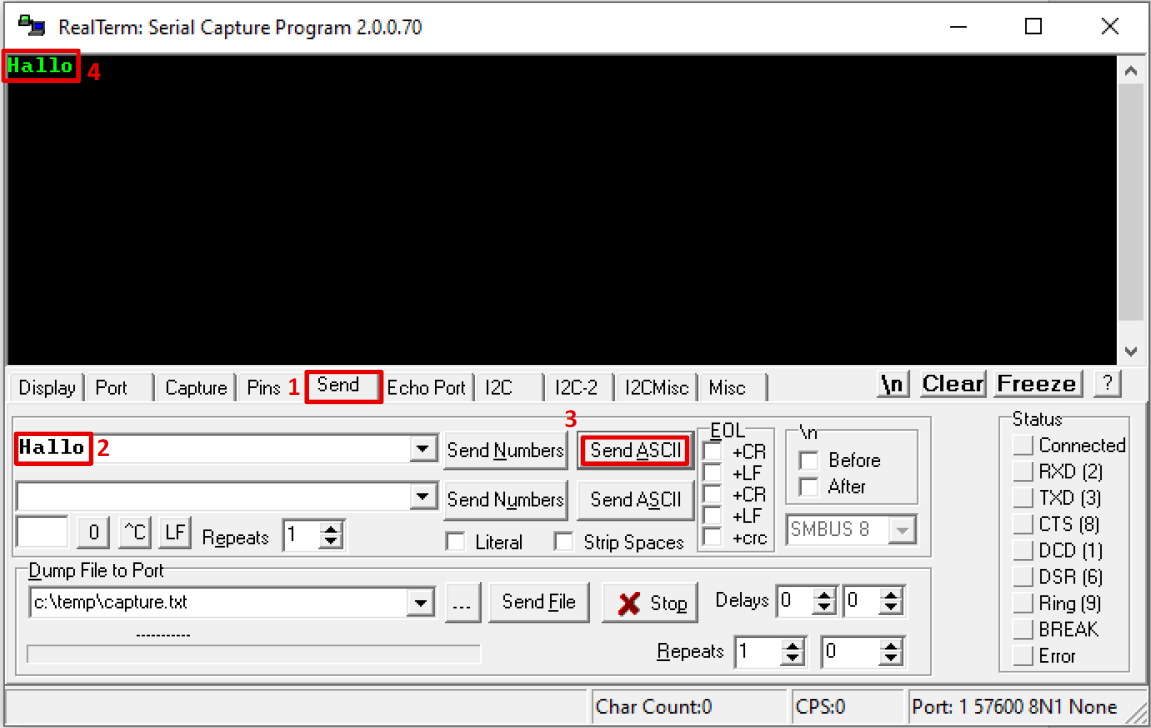 RealTerm: Serial Capture Program 2.0.0.70
Hallo 4
Display Port Capture Pins 1 Send Echo Port I2C I2C-2 I2CMisc Misc \n Clear Freeze ?
3
Hallo 2 Send Numbers Send ASCII
Send Numbers Send ASCII
0 ^C LF Repeats 1 Literal Strip Spaces
EOL
+CR
+LF
+CR
+LF
+crc
\n
Before
After
SMBUS 8
Dump File to Port
c:\temp\capture.txt ... Send File Stop Delays 0 0
-----------
Repeats 1 0
Status
Connected
RXD (2)
TXD (3)
CTS (8)
DCD (1)
DSR (6)
Ring (9)
BREAK
Error
Char Count:0 CPS:0 Port: 1 57600 8N1 None